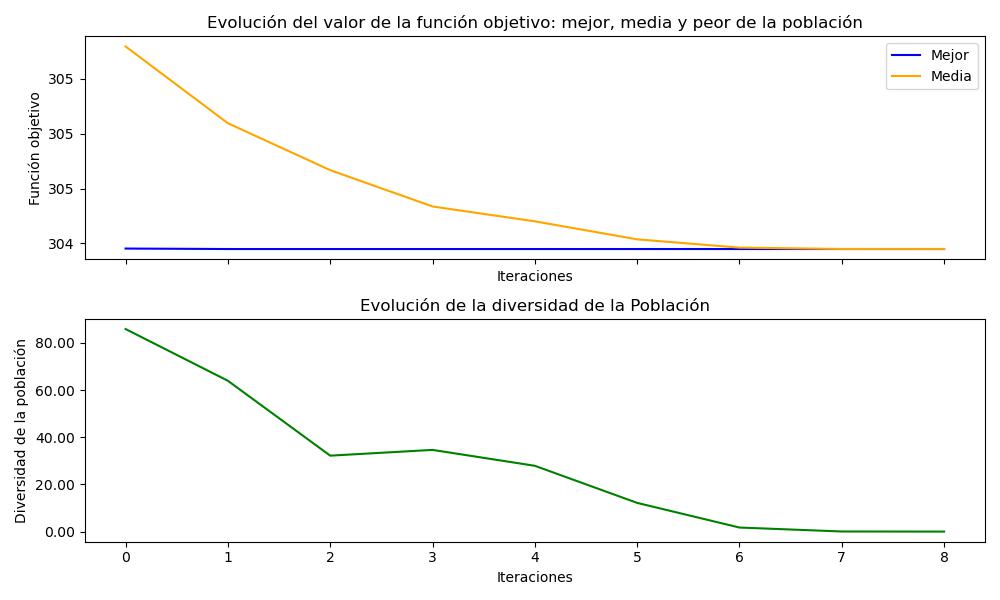 Evolución del valor de la función objetivo: mejor, media y peor de la población
Mejor
Media
Función objetivo
305
305
305
304
Iteraciones
Evolución de la diversidad de la Población
Diversidad de la población
80.00
60.00
40.00
20.00
0.00
0 1 2 3 4 5 6 7 8
Iteraciones